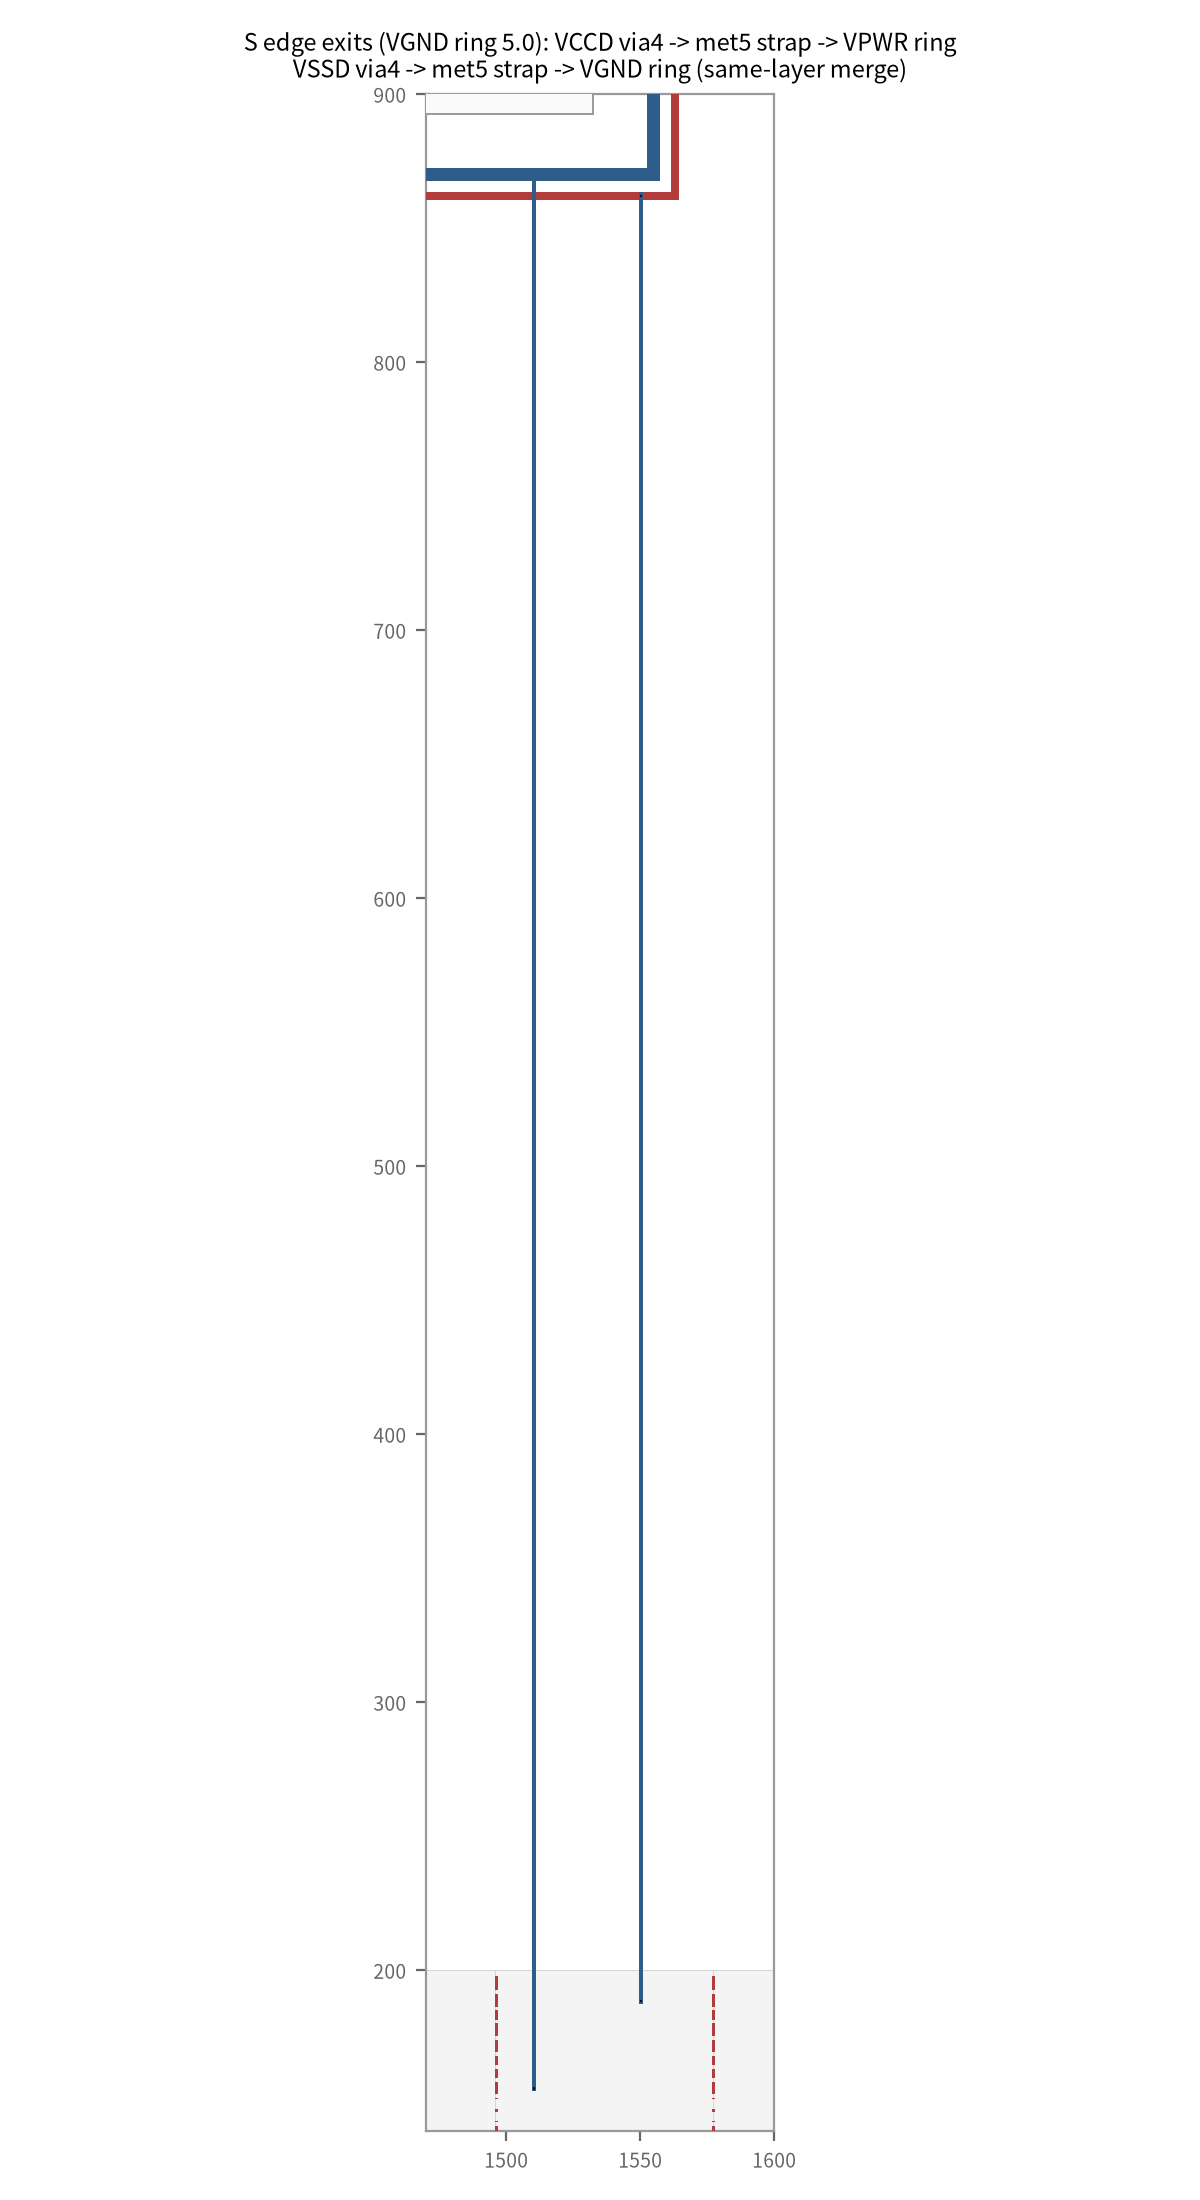 S edge exits (VGND ring 5.0): VCCD via4 -> met5 strap -> VPWR ring
VSSD via4 -> met5 strap -> VGND ring (same-layer merge)
900
800
700
600
500
400
300
200
1500 1550 1600